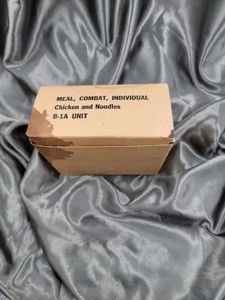 MEAL, COMBAT, INDIVIDUAL
Chicken and Noodles
B-1A UNIT